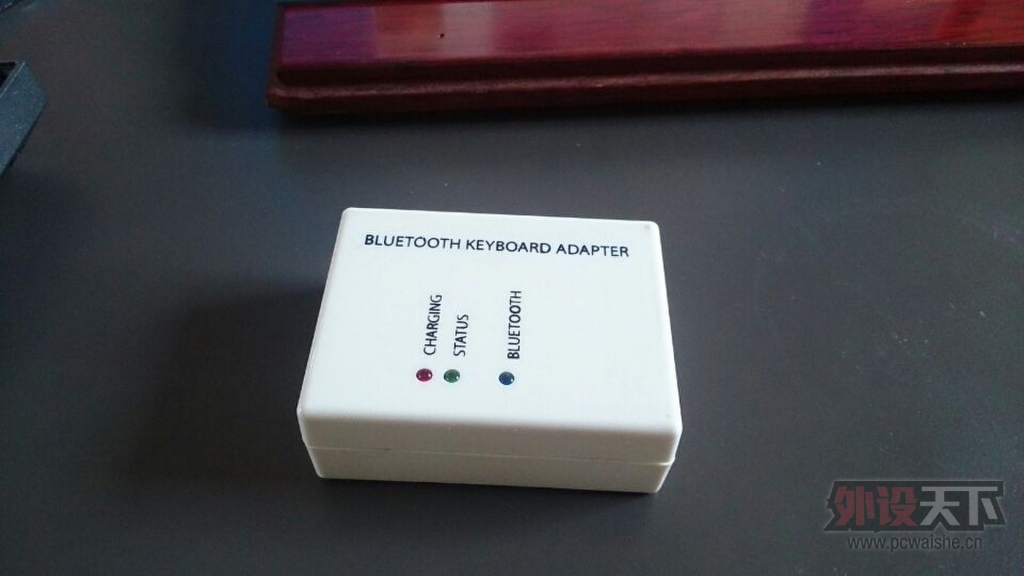 BLUETOOTH KEYBOARD ADAPTER
CHARGING
STATUS
BLUETOOTH
外设天下
www.pcwaishe.cn